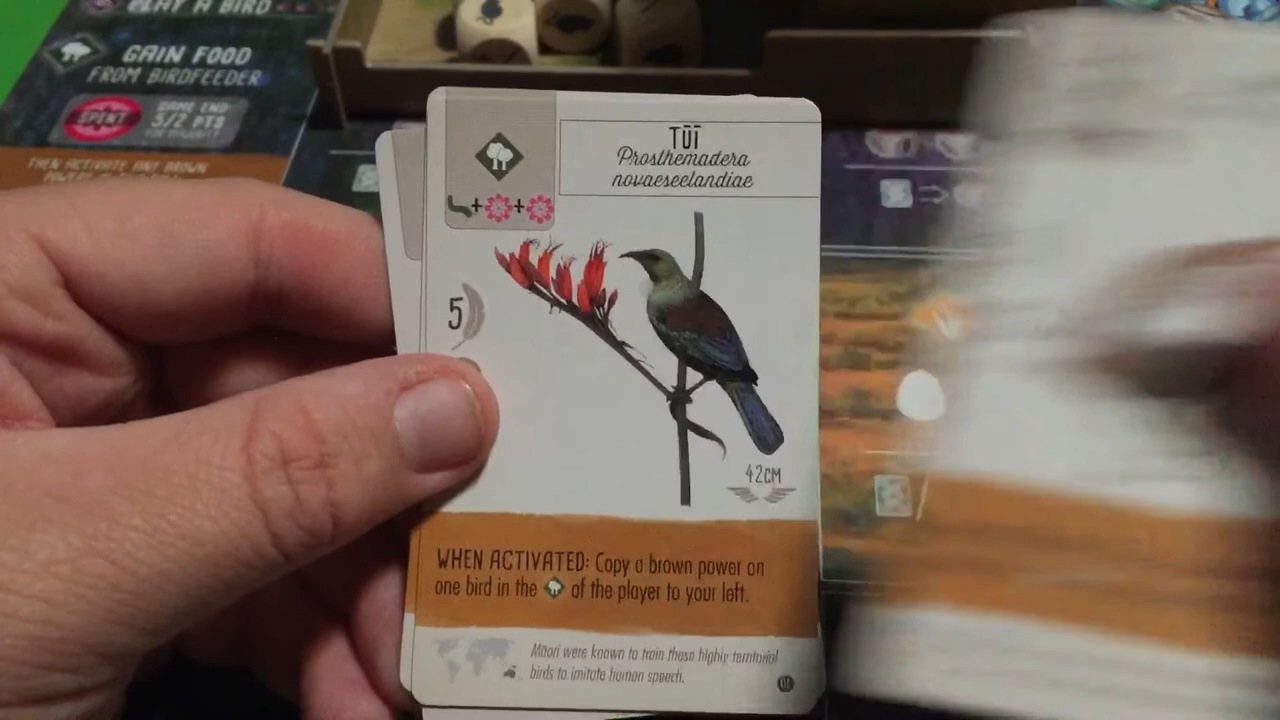 PLAY A BIRD
GAIN FOOD
FROM BIRDFEEDER
SPENT
GAME END:
3/2 PTS
THEN ACTIVATE ANY BROWN
TŪĪ
Prosthemadera
novaeseelandiae
+ +
5
42CM
WHEN ACTIVATED: Copy a brown power on
one bird in the of the player to your left.
Māori were known to train these highly territorial
birds to imitate human speech.